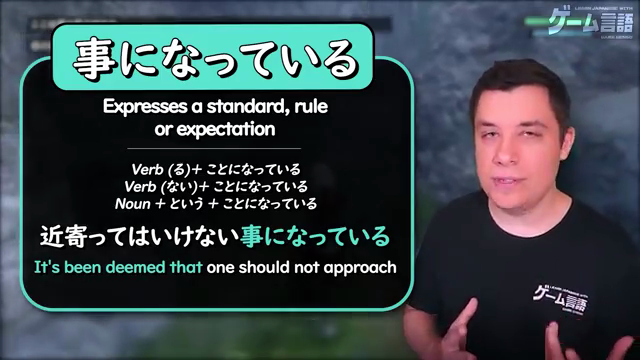 事になっている
Expresses a standard, rule
or expectation
Verb (る)+ ことになっている
Verb (ない)+ ことになっている
Noun + という + ことになっている
近寄ってはいけない事になっている
It's been deemed that one should not approach
LEARN JAPANESE WITH
ゲーム言語
ゲーム言語